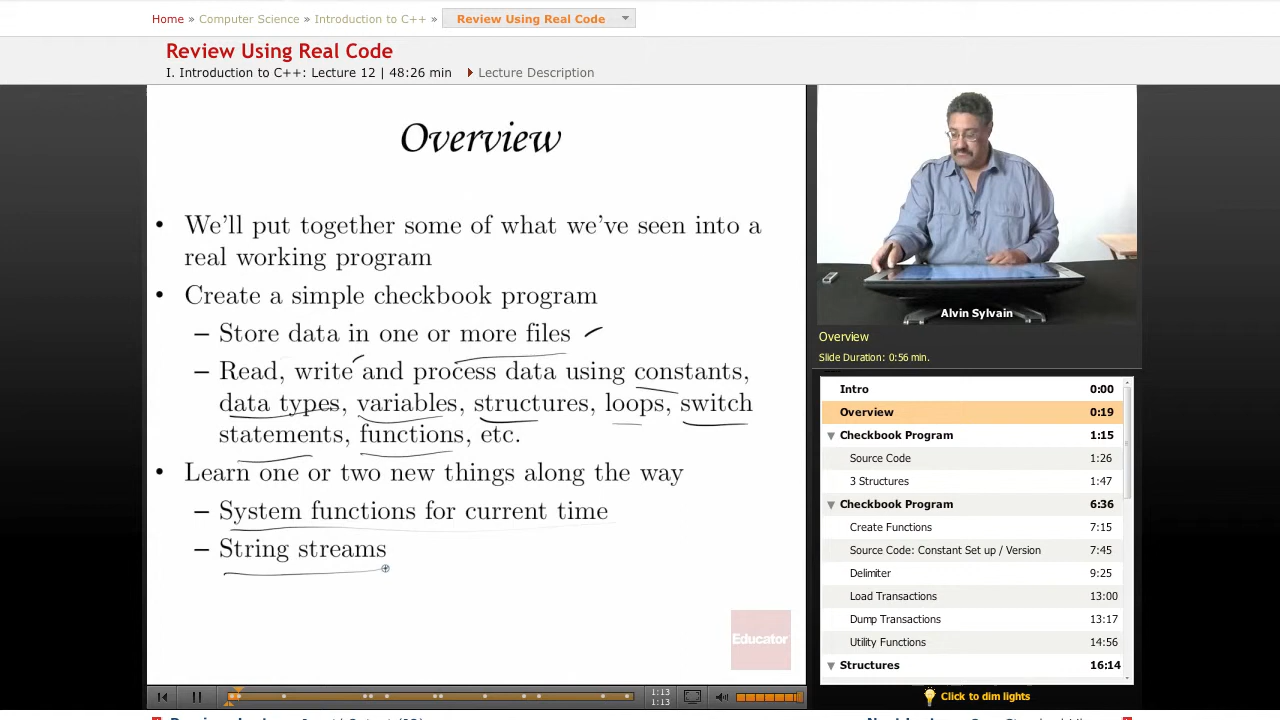 Home » Computer Science » Introduction to C++ » Review Using Real Code
Review Using Real Code
I. Introduction to C++: Lecture 12 | 48:26 min Lecture Description
Overview
• We'll put together some of what we've seen into a
real working program
• Create a simple checkbook program
– Store data in one or more files
– Read, write and process data using constants,
data types, variables, structures, loops, switch
statements, functions, etc.
• Learn one or two new things along the way
– System functions for current time
– String streams
Educator
1:13
1:13
Alvin Sylvain
Overview
Slide Duration: 0:56 min.
Intro 0:00
Overview 0:19
Checkbook Program 1:15
Source Code 1:26
3 Structures 1:47
Checkbook Program 6:36
Create Functions 7:15
Source Code: Constant Set up / Version 7:45
Delimiter 9:25
Load Transactions 13:00
Dump Transactions 13:17
Utility Functions 14:56
Structures 16:14
Click to dim lights